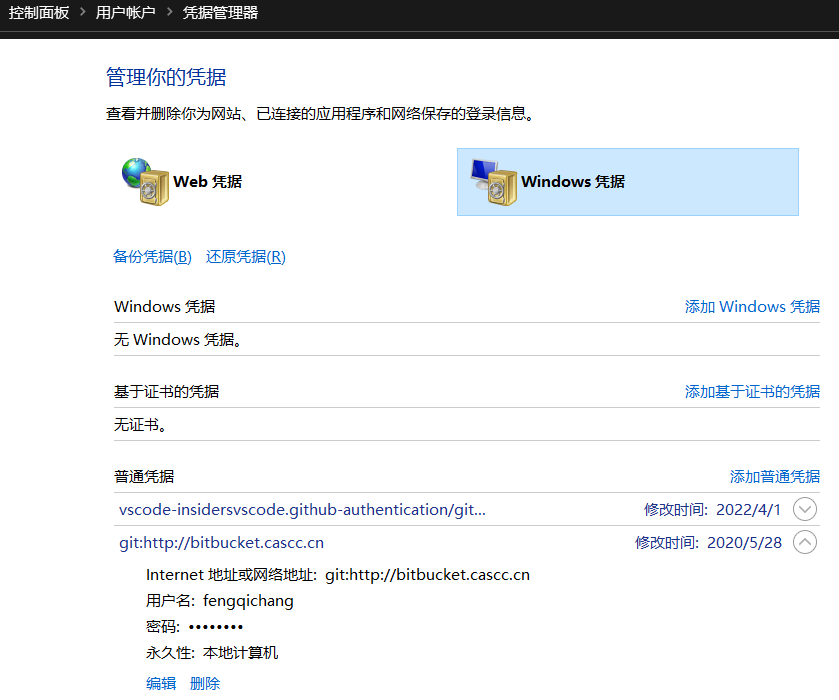 控制面板 > 用户帐户 > 凭据管理器
管理你的凭据
查看并删除你为网站、已连接的应用程序和网络保存的登录信息。
Web 凭据 Windows 凭据
备份凭据(B) 还原凭据(R)
Windows 凭据 添加 Windows 凭据
无 Windows 凭据。
基于证书的凭据 添加基于证书的凭据
无证书。
普通凭据 添加普通凭据
vscode-insidersvscode.github-authentication/git... 修改时间: 2022/4/1
git:http://bitbucket.cascc.cn 修改时间: 2020/5/28
Internet 地址或网络地址: git:http://bitbucket.cascc.cn
用户名: fengqichang
密码: ••••••••
永久性: 本地计算机
编辑 删除